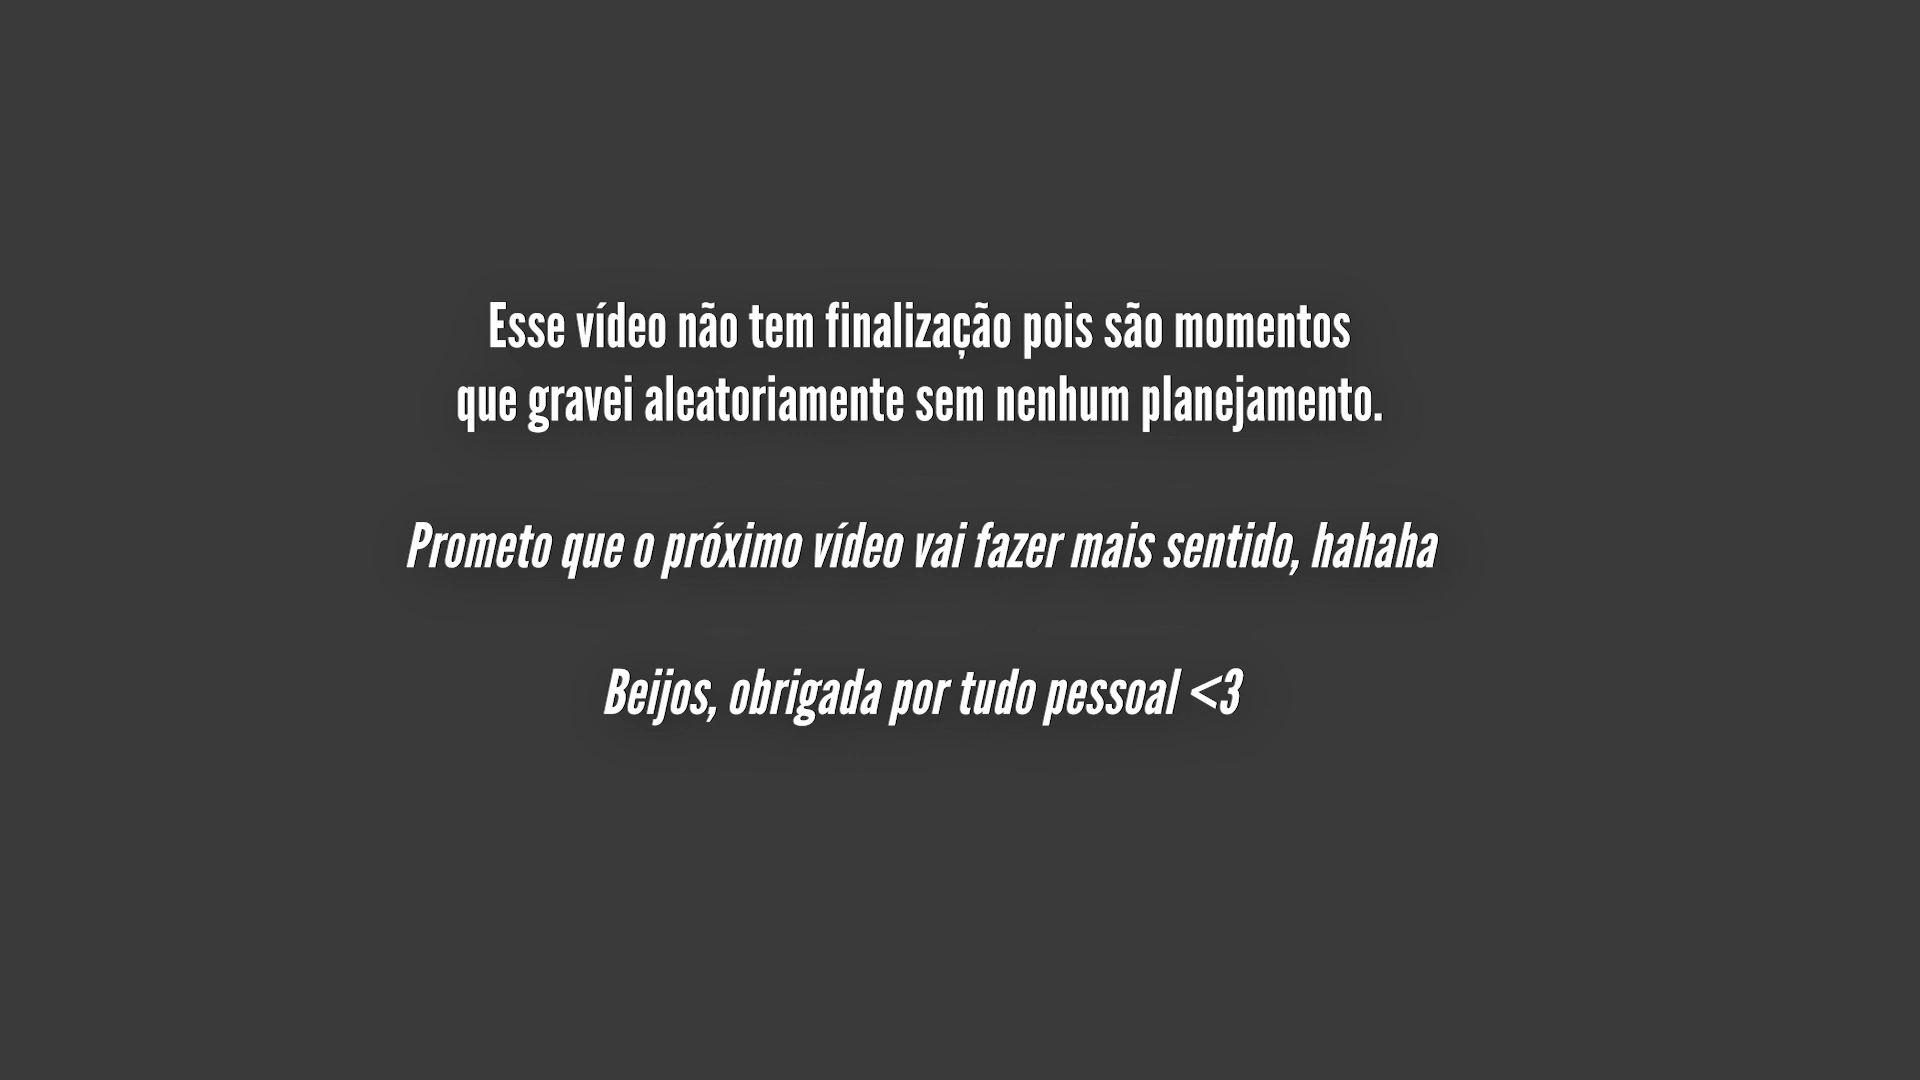 Esse vídeo não tem finalização pois são momentos
que gravei aleatoriamente sem nenhum planejamento.
Prometo que o próximo vídeo vai fazer mais sentido, hahaha
Beijos, obrigada por tudo pessoal <3